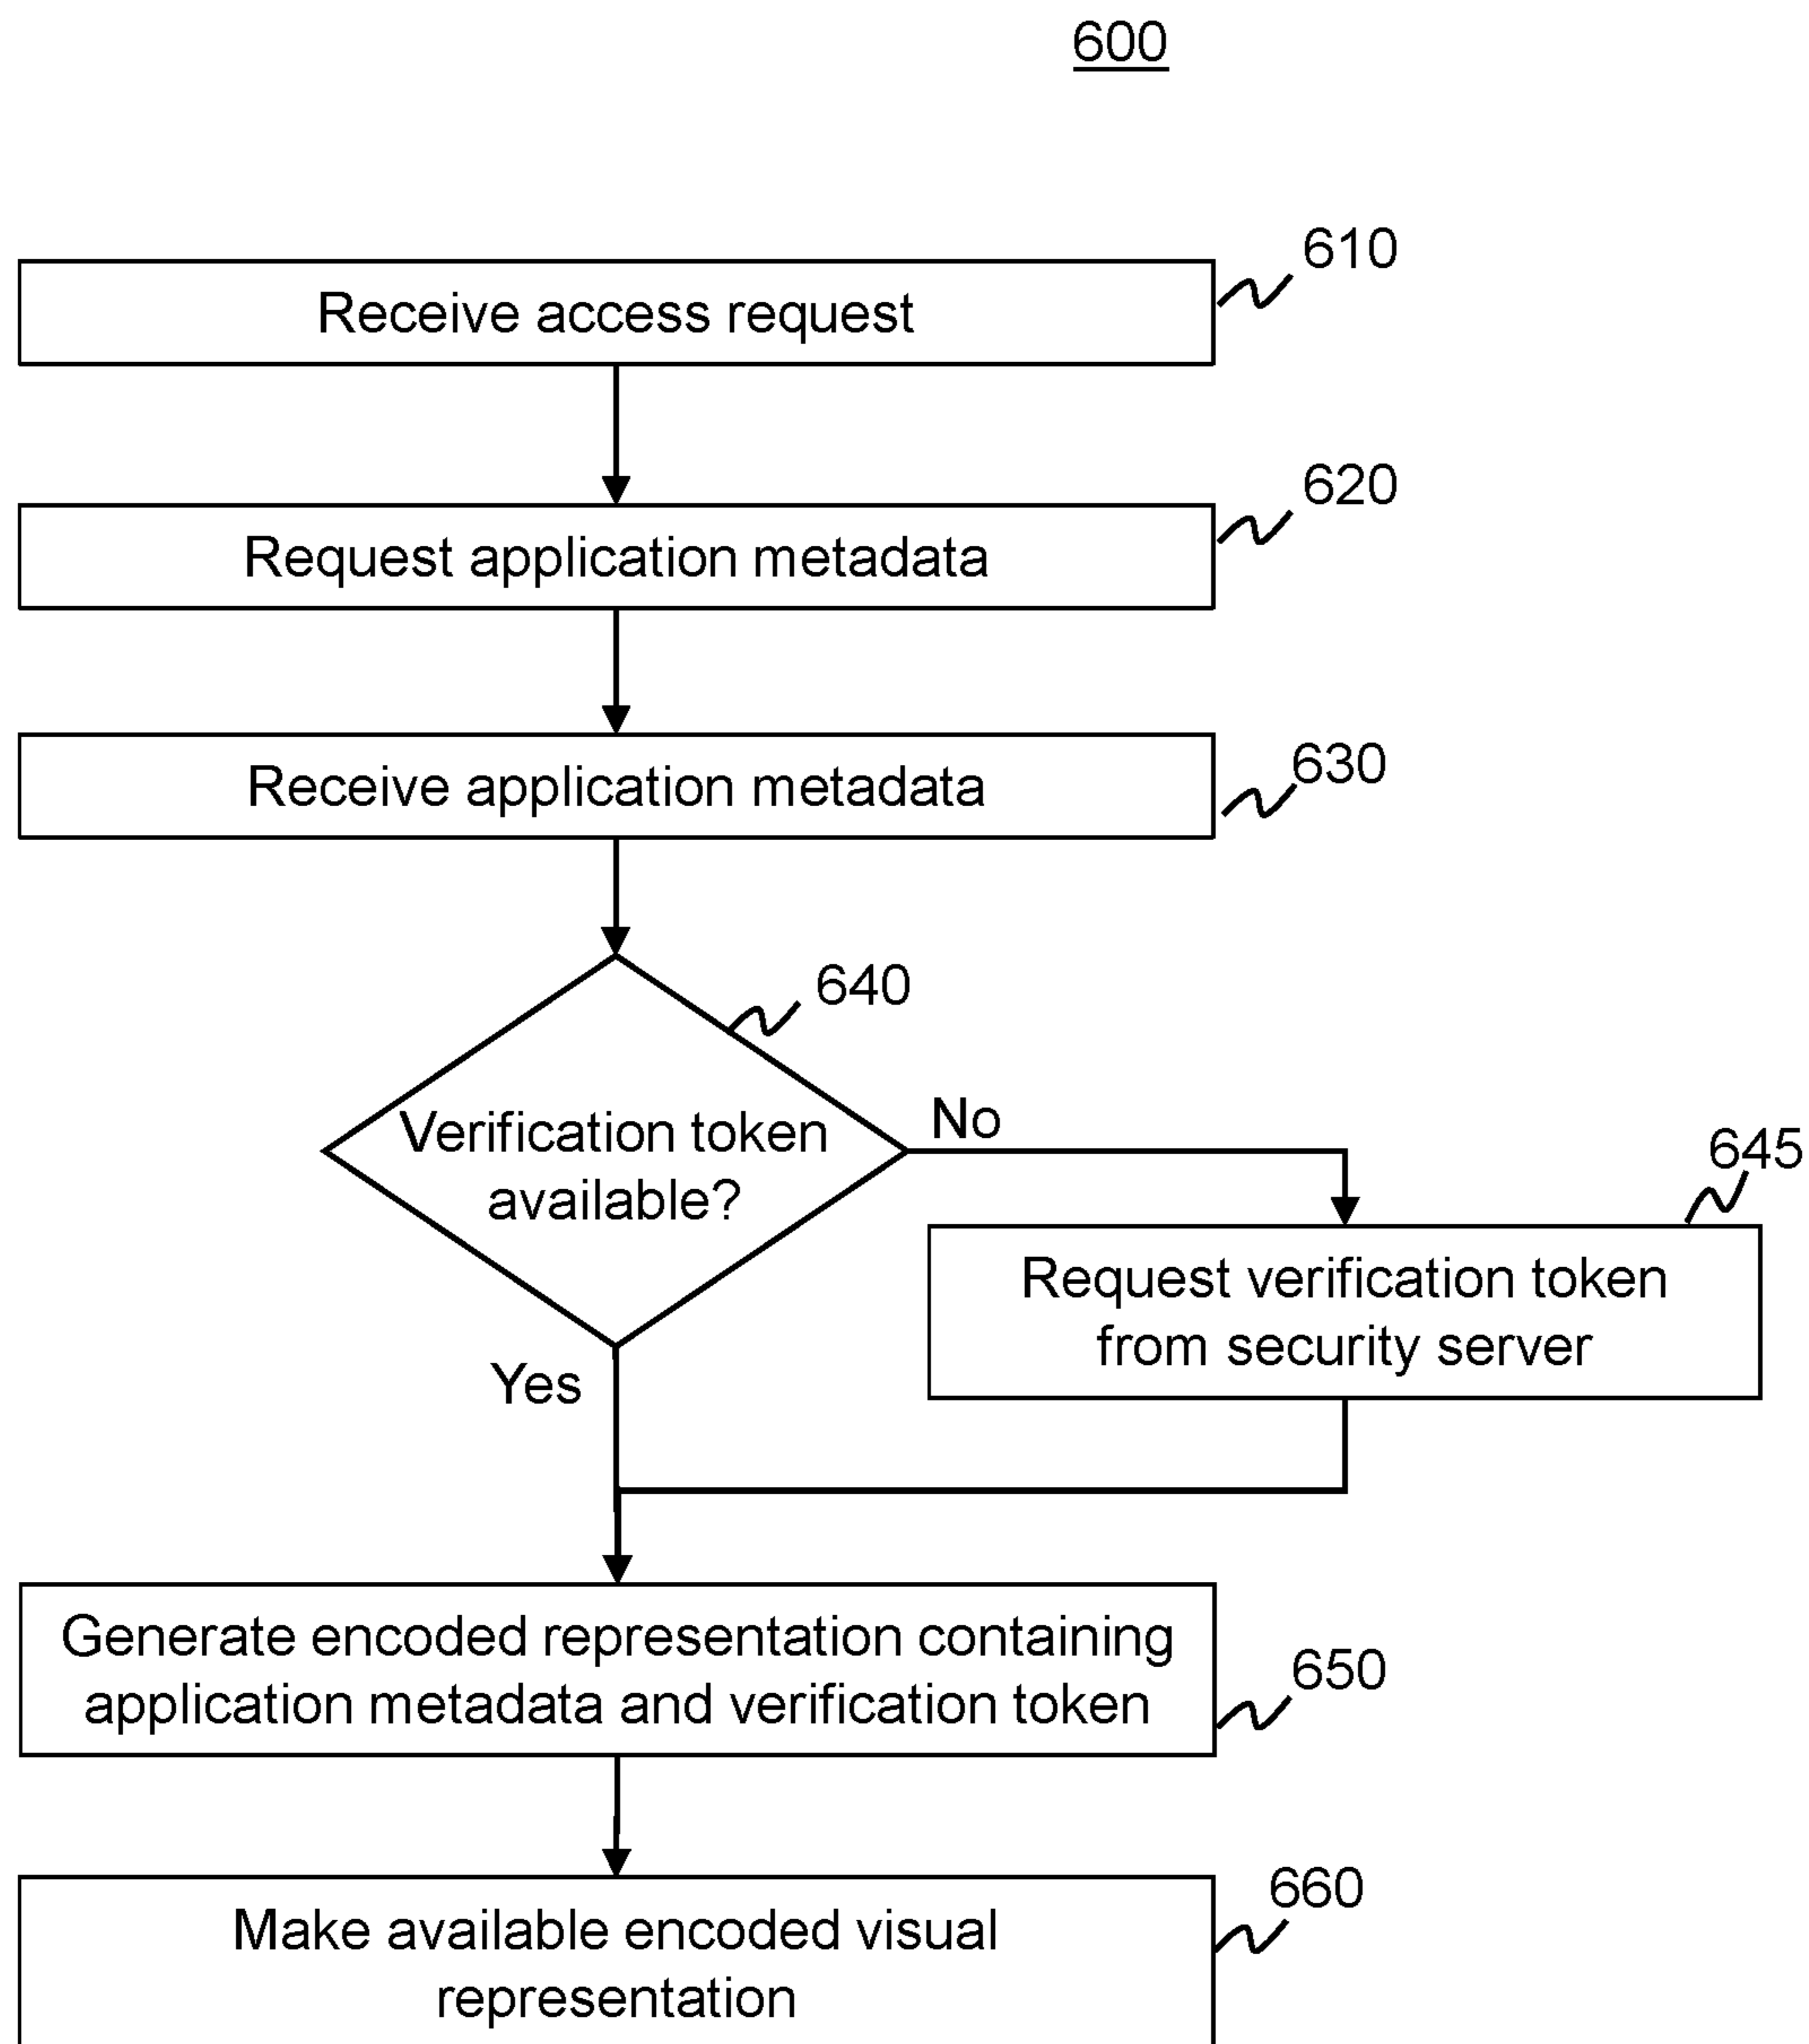 600
610
Receive access request
620
Request application metadata
630
Receive application metadata
640
Verification token
available?
No
645
Request verification token
from security server
Yes
Generate encoded representation containing
application metadata and verification token
650
660
Make available encoded visual
representation